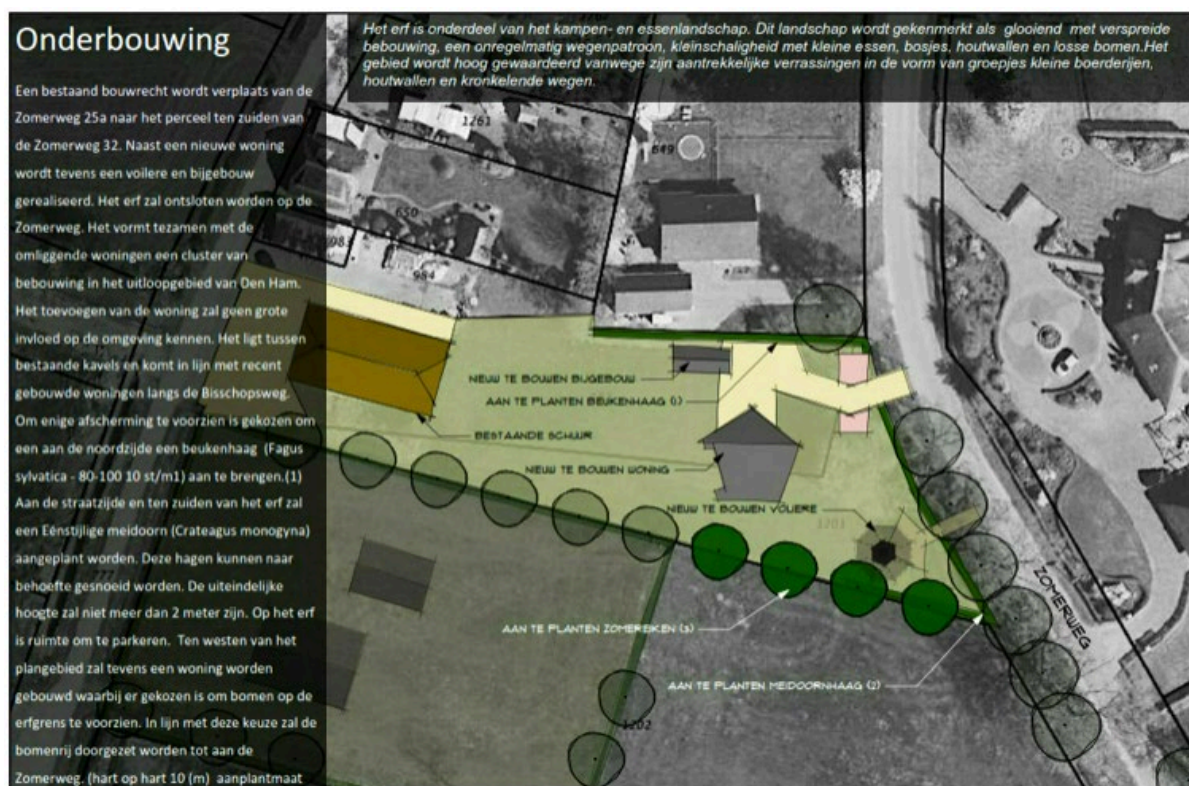 Onderbouwing
Een bestaand bouwrecht wordt verplaats van de
Zomerweg 25a naar het perceel ten zuiden van
de Zomerweg 32. Naast een nieuwe woning
wordt tevens een voilere en bijgebouw
gerealiseerd. Het erf zal ontsloten worden op de
Zomerweg. Het vormt tezamen met de
omliggende woningen een cluster van
bebouwing in het uitloopgebied van Den Ham.
Het toevoegen van de woning zal geen grote
invloed op de omgeving kennen. Het ligt tussen
bestaande kavels en komt in lijn met recent
gebouwde woningen langs de Bisschopsweg.
Om enige afscherming te voorzien is gekozen om
een aan de noordzijde een beukenhaag (Fagus
sylvatica - 80-100 10 st/m1) aan te brengen.(1)
Aan de straatzijde en ten zuiden van het erf zal
een Eénstijlige meidoorn (Crateagus monogyna)
aangeplant worden. Deze hagen kunnen naar
behoefte gesnoeid worden. De uiteindelijke
hoogte zal niet meer dan 2 meter zijn. Op het erf
is ruimte om te parkeren. Ten westen van het
plangebied zal tevens een woning worden
gebouwd waarbij er gekozen is om bomen op de
erfgrens te voorzien. In lijn met deze keuze zal de
bomenrij doorgezet worden tot aan de
Zomerweg. (hart op hart 10 (m) aanplantmaat
Het erf is onderdeel van het kampen- en essenlandschap. Dit landschap wordt gekenmerkt als glooiend met verspreide
bebouwing, een onregelmatig wegenpatroon, kleinschaligheid met kleine essen, bosjes, houtwallen en losse bomen.Het
gebied wordt hoog gewaardeerd vanwege zijn aantrekkelijke verrassingen in de vorm van groepjes kleine boerderijen,
houtwallen en kronkelende wegen.
1261
649
650
983
984
NIEUW TE BOUWEN BIJGEBOUW
AAN TE PLANTEN BEUKENHAAG (1)
BESTAANDE SCHUUR
NIEUW TE BOUWEN WONING
NIEUW TE BOUWEN VOLIERE
1203
ZOMERWEG
AAN TE PLANTEN ZOMEREIKEN (3)
AAN TE PLANTEN MEIDOORNHAAG (2)
1202